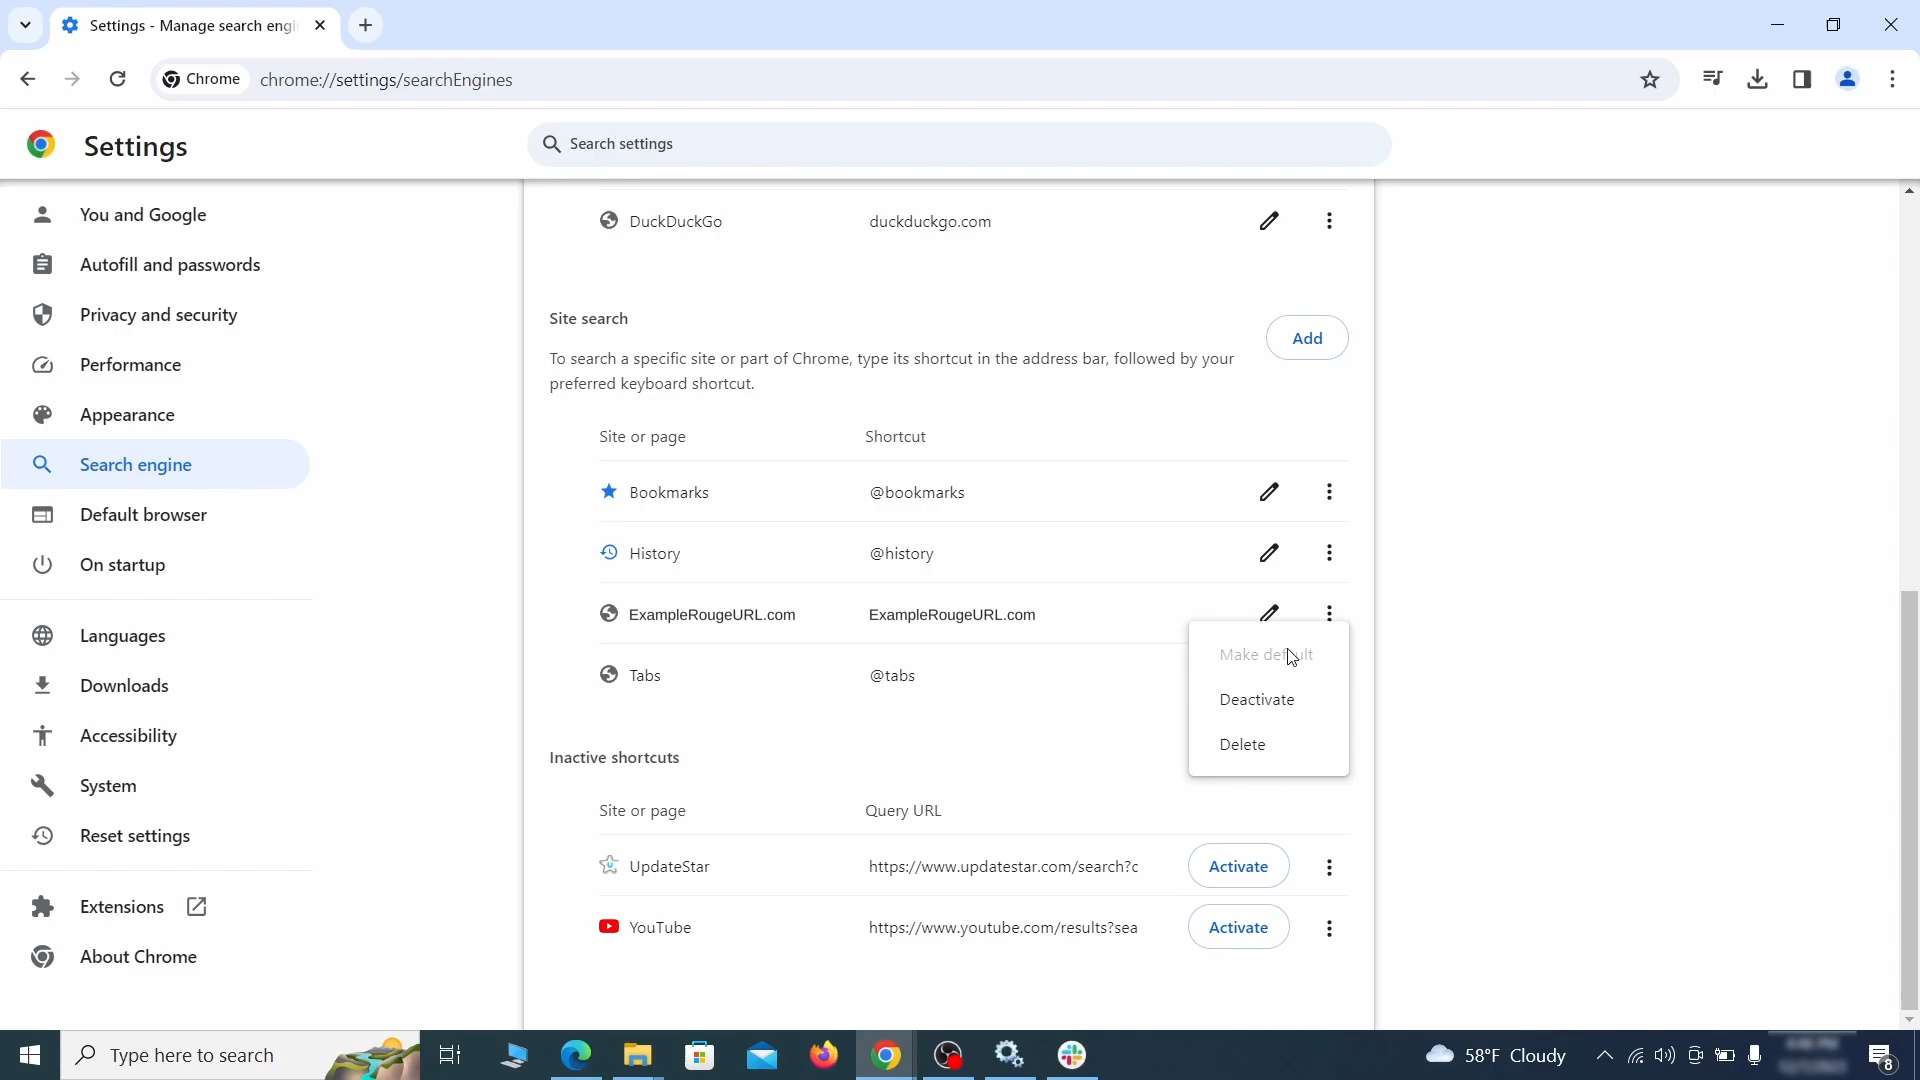 Settings - Manage search engi
Chrome
chrome://settings/searchEngines
Settings
Search settings
You and Google
Autofill and passwords
Privacy and security
Performance
Appearance
Search engine
Default browser
On startup
Languages
Downloads
Accessibility
System
Reset settings
Extensions
About Chrome
DuckDuckGo duckduckgo.com
Site search
Add
To search a specific site or part of Chrome, type its shortcut in the address bar, followed by your
preferred keyboard shortcut.
Site or page Shortcut
Bookmarks @bookmarks
History @history
ExampleRougeURL.com ExampleRougeURL.com
Tabs @tabs
Make default
Deactivate
Delete
Inactive shortcuts
Site or page Query URL
UpdateStar https://www.updatestar.com/search?c Activate
YouTube https://www.youtube.com/results?sea Activate
Type here to search
58°F Cloudy
8